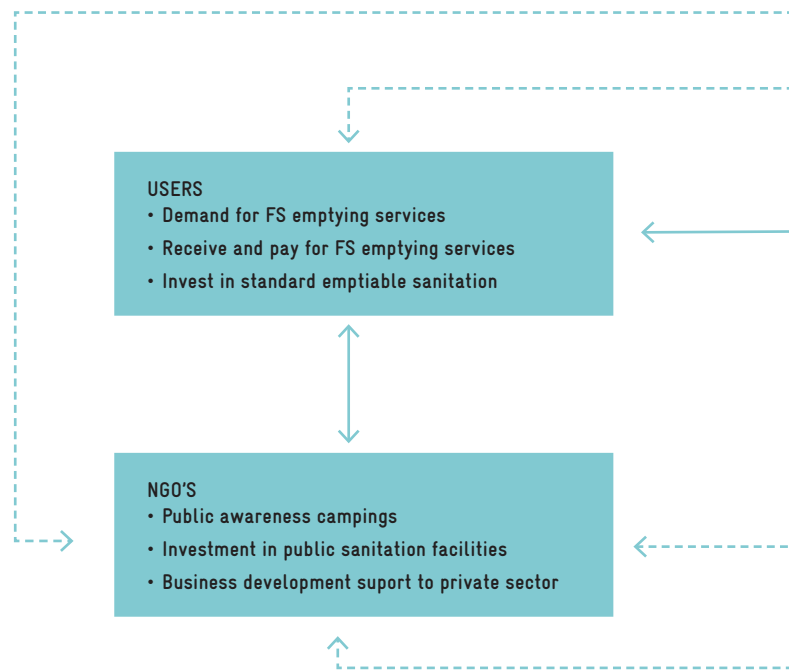 USERS
• Demand for FS emptying services
• Receive and pay for FS emptying services
• Invest in standard emptiable sanitation
NGO'S
• Public awareness campings
• Investment in public sanitation facilities
• Business development suport to private sector